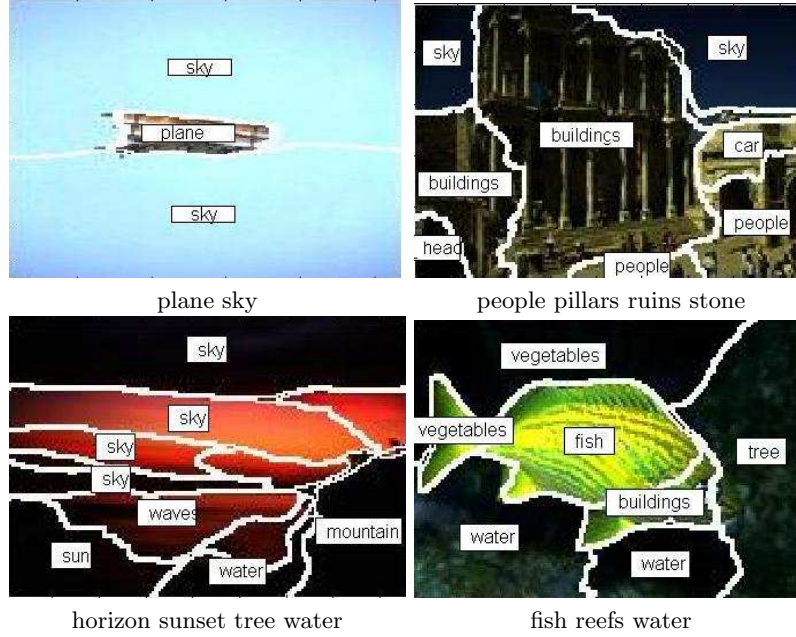 sky
plane
sky
plane sky
sky
sky
buildings
car
buildings
people
head
people
people pillars ruins stone
sky
sky
sky
sky
waves
mountain
sun
water
horizon sunset tree water
vegetables
vegetables
fish
tree
buildings
water
water
fish reefs water